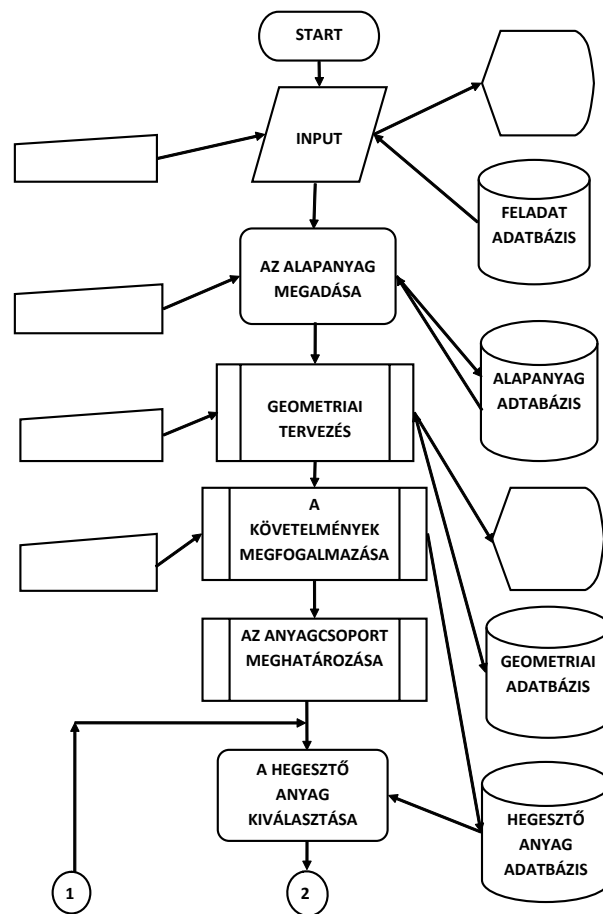 START
INPUT
FELADAT
ADATBÁZIS
AZ ALAPANYAG
MEGADÁSA
ALAPANYAG
ADTABÁZIS
GEOMETRIAI
TERVEZÉS
A
KÖVETELMÉNYEK
MEGFOGALMAZÁSA
AZ ANYAGCSOPORT
MEGHATÁROZÁSA
GEOMETRIAI
ADATBÁZIS
A HEGESZTŐ
ANYAG
KIVÁLASZTÁSA
HEGESZTŐ
ANYAG
ADATBÁZIS
1
2